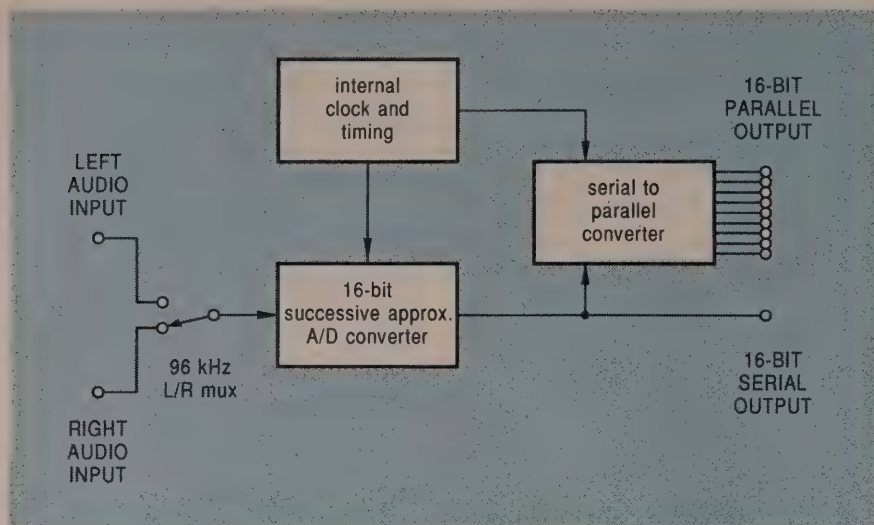 internal
clock and
timing
16-BIT
PARALLEL
OUTPUT
LEFT
AUDIO
INPUT
serial to
parallel
converter
16-bit
successive approx.
A/D converter
96 kHz
L/R mux
16-BIT
SERIAL
OUTPUT
RIGHT
AUDIO
INPUT